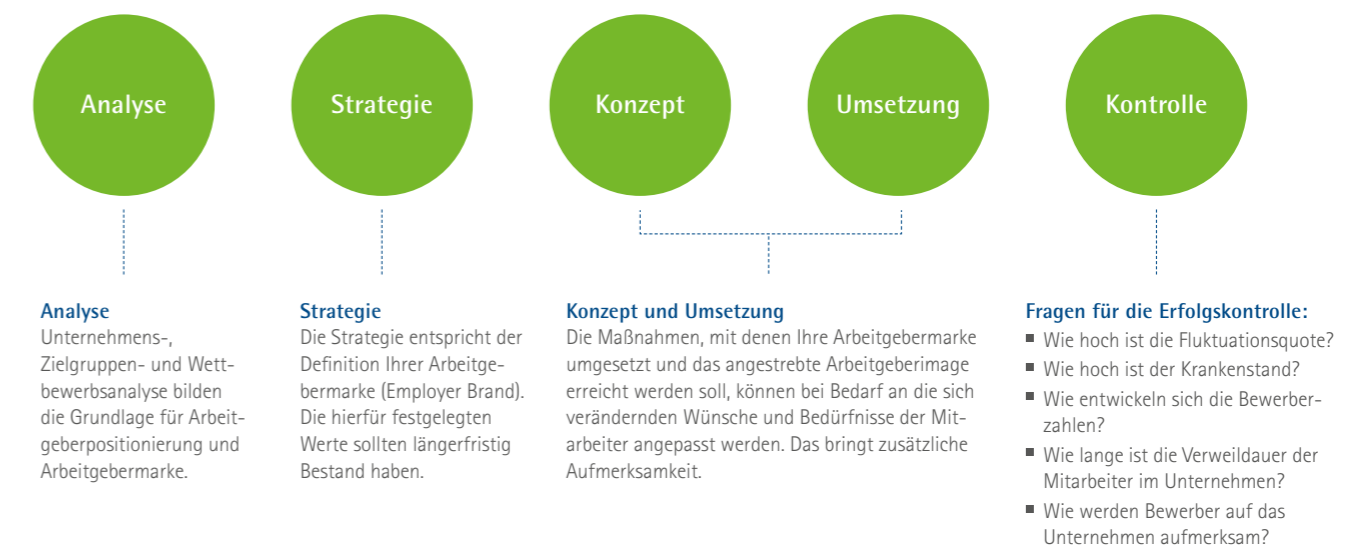 Analyse
Strategie
Konzept
Umsetzung
Kontrolle
Analyse
Unternehmens-,
Zielgruppen- und Wett-
bewerbsanalyse bilden
die Grundlage für Arbeit-
geberpositionierung und
Arbeitgebermarke.
Strategie
Die Strategie entspricht der
Definition Ihrer Arbeitge-
bermarke (Employer Brand).
Die hierfür festgelegten
Werte sollten längerfristig
Bestand haben.
Konzept und Umsetzung
Die Maßnahmen, mit denen Ihre Arbeitgebermarke
umgesetzt und das angestrebte Arbeitgeberimage
erreicht werden soll, können bei Bedarf an die sich
verändernden Wünsche und Bedürfnisse der Mit-
arbeiter angepasst werden. Das bringt zusätzliche
Aufmerksamkeit.
Fragen für die Erfolgskontrolle:
▪ Wie hoch ist die Fluktuationsquote?
▪ Wie hoch ist der Krankenstand?
▪ Wie entwickeln sich die Bewerber-
zahlen?
▪ Wie lange ist die Verweildauer der
Mitarbeiter im Unternehmen?
▪ Wie werden Bewerber auf das
Unternehmen aufmerksam?